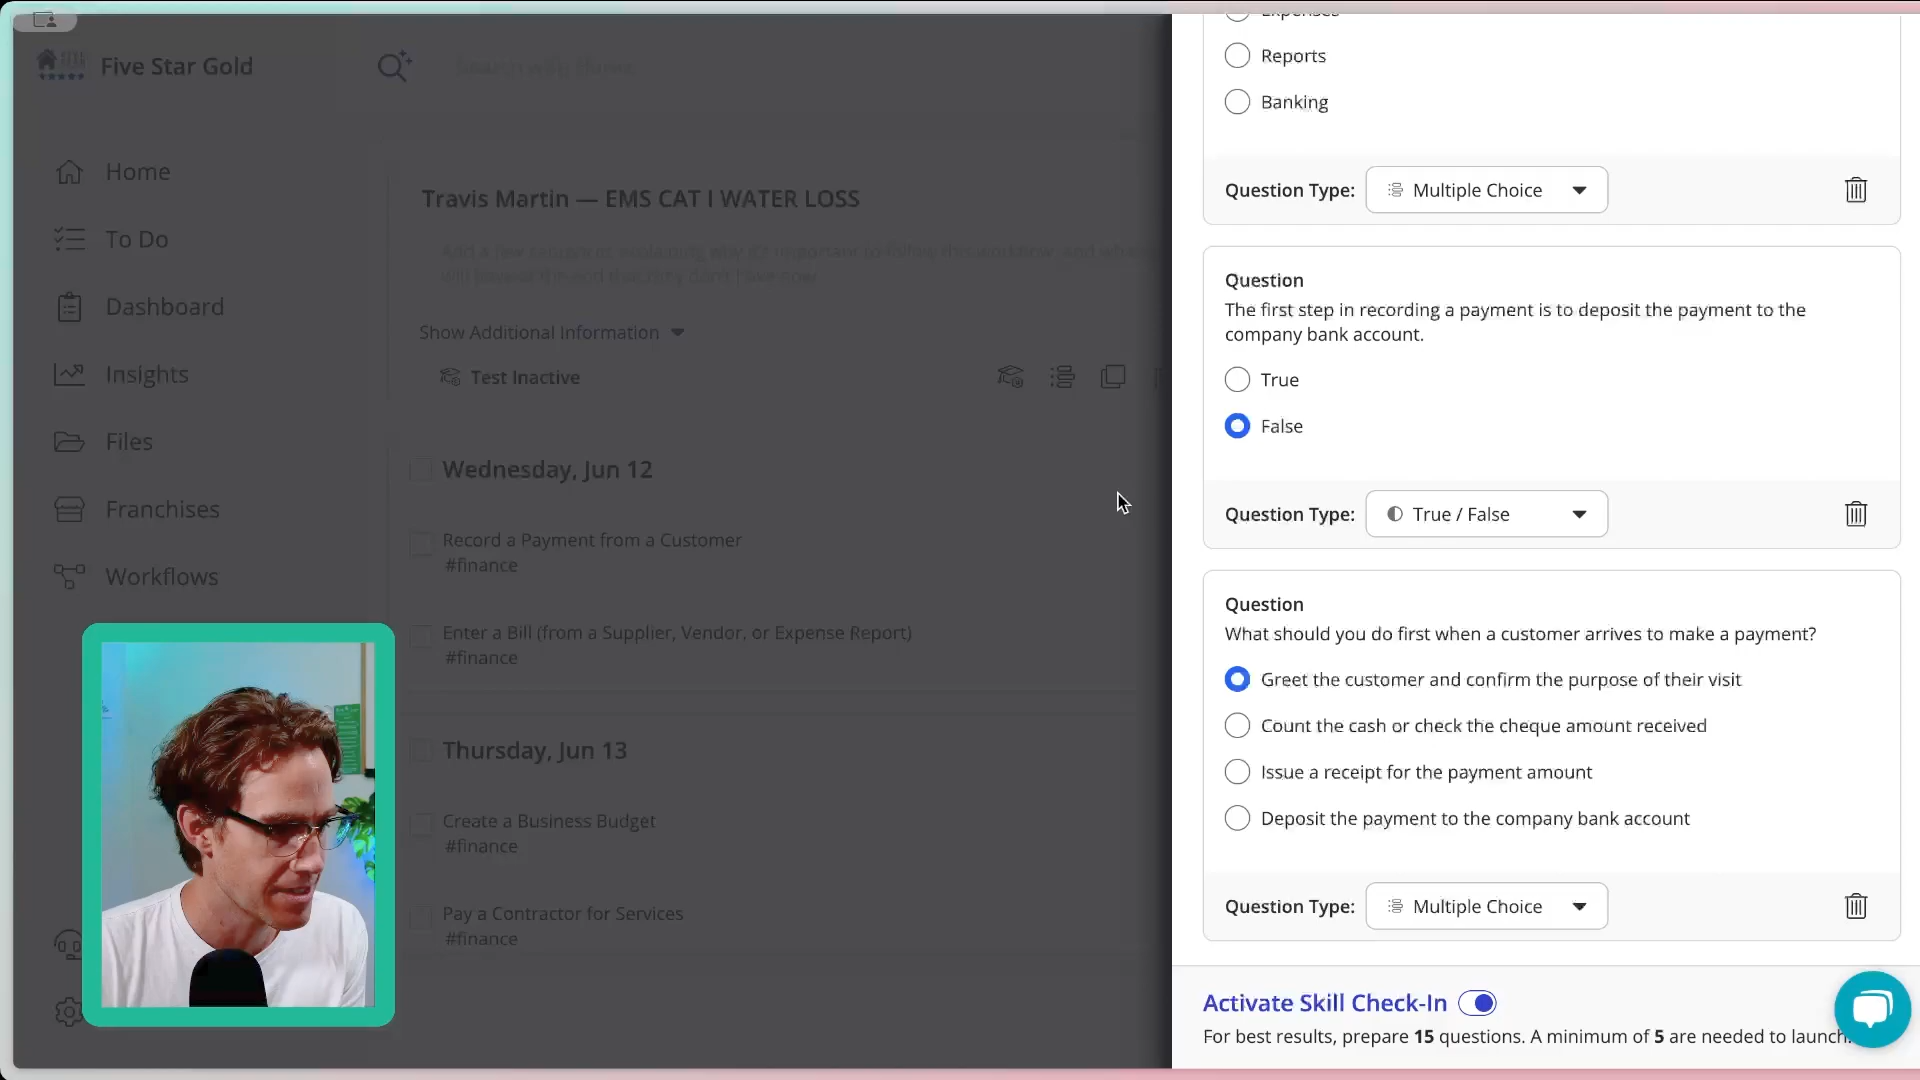 Five Star Gold
Home
To Do
Dashboard
Insights
Files
Franchises
Workflows
Travis Martin — EMS CAT I WATER LOSS
Show Additional Information
Test Inactive
Wednesday, Jun 12
Record a Payment from a Customer
#finance
Enter a Bill (from a Supplier, Vendor, or Expense Report)
#finance
Thursday, Jun 13
Create a Business Budget
#finance
Pay a Contractor for Services
#finance
Expenses
Reports
Banking
Question Type: Multiple Choice
Question
The first step in recording a payment is to deposit the payment to the
company bank account.
True
False
Question Type: True / False
Question
What should you do first when a customer arrives to make a payment?
Greet the customer and confirm the purpose of their visit
Count the cash or check the cheque amount received
Issue a receipt for the payment amount
Deposit the payment to the company bank account
Question Type: Multiple Choice
Activate Skill Check-In
For best results, prepare 15 questions. A minimum of 5 are needed to launch.